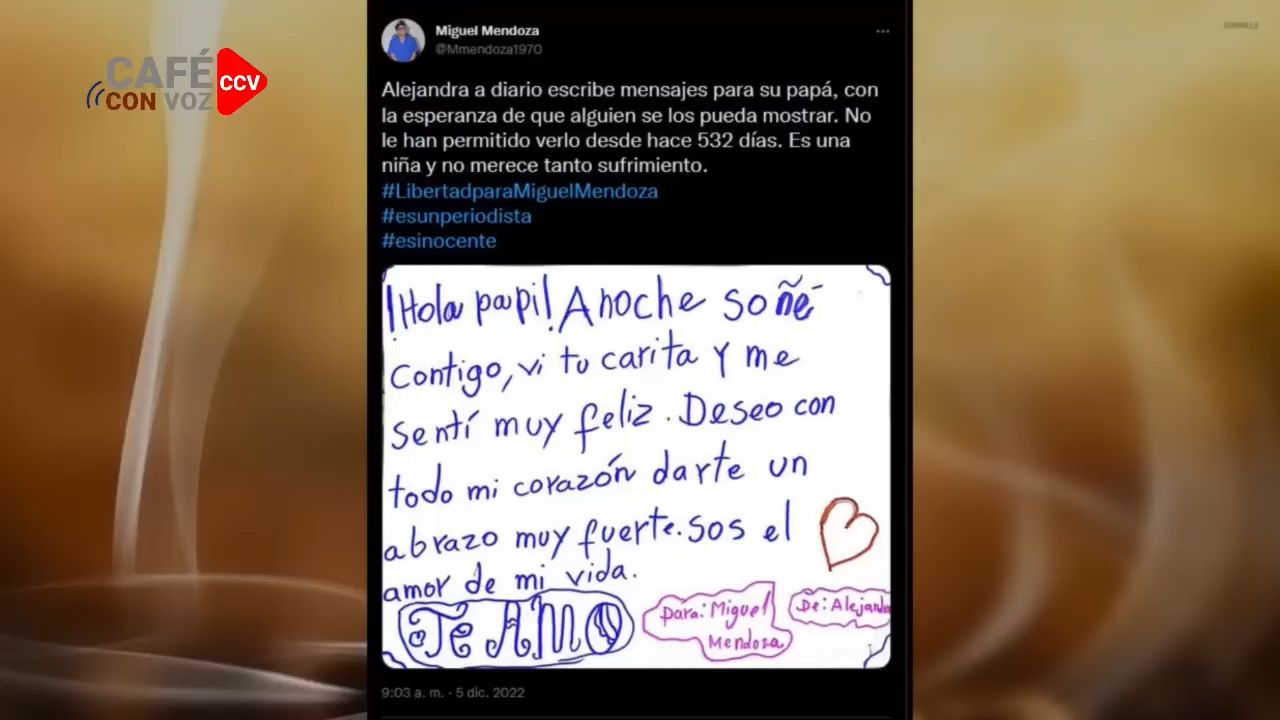 CAFÉ
CON VOZ
CCV
Miguel Mendoza
@Mmendoza1970
Alejandra a diario escribe mensajes para su papá, con
la esperanza de que alguien se los pueda mostrar. No
le han permitido verlo desde hace 532 días. Es una
niña y no merece tanto sufrimiento.
#LibertadparaMiguelMendoza
#esunperiodista
#esinocente
¡Hola papi! Anoche soñé
contigo, vi tu carita y me
sentí muy feliz. Deseo con
todo mi corazón darte un
abrazo muy fuerte. Sos el
amor de mi vida.
Te AMO
Para: Miguel
Mendoza
De: Alejandra
9:03 a. m. · 5 dic. 2022